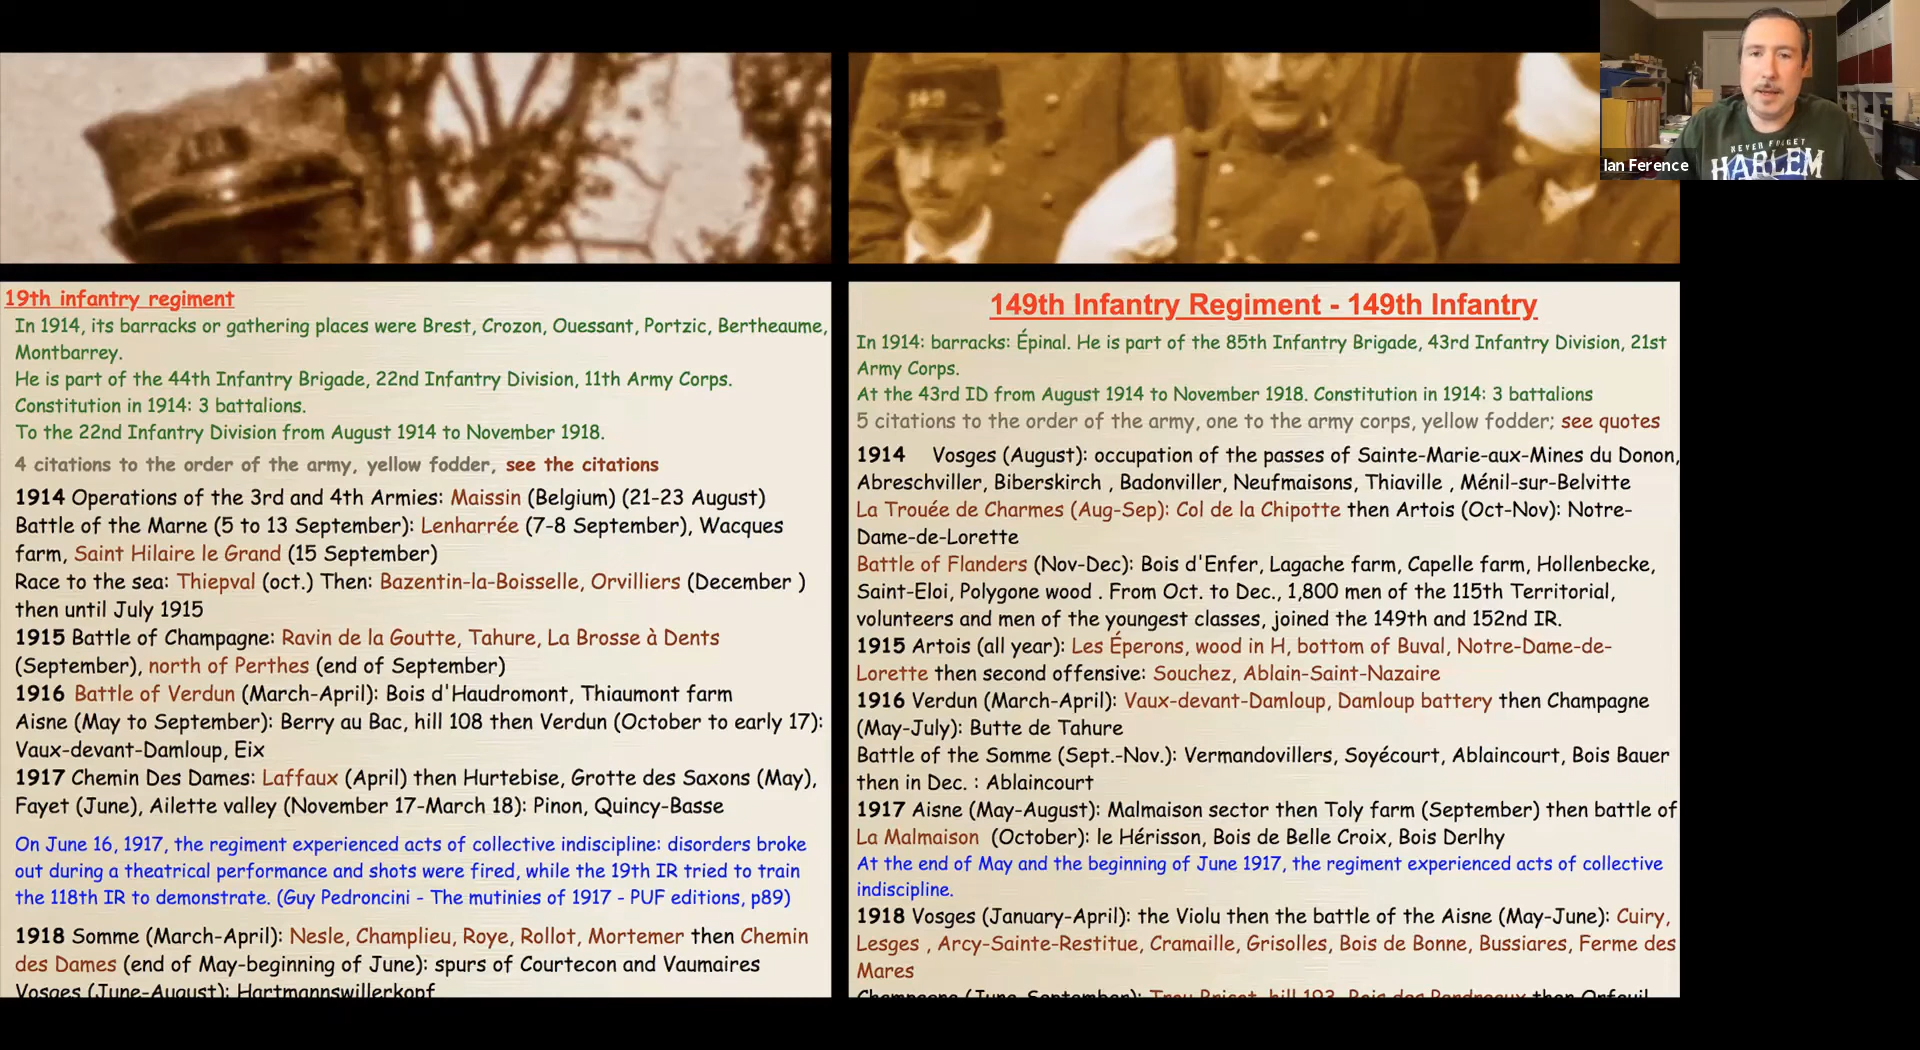 149
19th infantry regiment
In 1914, its barracks or gathering places were Brest, Crozon, Ouessant, Portzic, Bertheaume,
Montbarrey.
He is part of the 44th Infantry Brigade, 22nd Infantry Division, 11th Army Corps.
Constitution in 1914: 3 battalions.
To the 22nd Infantry Division from August 1914 to November 1918.
4 citations to the order of the army, yellow fodder, see the citations
1914 Operations of the 3rd and 4th Armies: Maissin (Belgium) (21-23 August)
Battle of the Marne (5 to 13 September): Lenharrée (7-8 September), Wacques
farm, Saint Hilaire le Grand (15 September)
Race to the sea: Thiepval (oct.) Then: Bazentin-la-Boisselle, Orvilliers (December )
then until July 1915
1915 Battle of Champagne: Ravin de la Goutte, Tahure, La Brosse à Dents
(September), north of Perthes (end of September)
1916 Battle of Verdun (March-April): Bois d'Haudromont, Thiaumont farm
Aisne (May to September): Berry au Bac, hill 108 then Verdun (October to early 17):
Vaux-devant-Damloup, Eix
1917 Chemin Des Dames: Laffaux (April) then Hurtebise, Grotte des Saxons (May),
Fayet (June), Ailette valley (November 17-March 18): Pinon, Quincy-Basse
On June 16, 1917, the regiment experienced acts of collective indiscipline: disorders broke
out during a theatrical performance and shots were fired, while the 19th IR tried to train
the 118th IR to demonstrate. (Guy Pedroncini - The mutinies of 1917 - PUF editions, p89)
1918 Somme (March-April): Nesle, Champlieu, Roye, Rollot, Mortemer then Chemin
des Dames (end of May-beginning of June): spurs of Courtecon and Vaumaires
Vosges (June-August): Hartmannswillerkopf
149th Infantry Regiment - 149th Infantry
In 1914: barracks: Épinal. He is part of the 85th Infantry Brigade, 43rd Infantry Division, 21st
Army Corps.
At the 43rd ID from August 1914 to November 1918. Constitution in 1914: 3 battalions
5 citations to the order of the army, one to the army corps, yellow fodder; see quotes
1914 Vosges (August): occupation of the passes of Sainte-Marie-aux-Mines du Donon,
Abreschviller, Biberskirch , Badonviller, Neufmaisons, Thiaville , Ménil-sur-Belvitte
La Trouée de Charmes (Aug-Sep): Col de la Chipotte then Artois (Oct-Nov): Notre-
Dame-de-Lorette
Battle of Flanders (Nov-Dec): Bois d'Enfer, Lagache farm, Capelle farm, Hollenbecke,
Saint-Eloi, Polygone wood . From Oct. to Dec., 1,800 men of the 115th Territorial,
volunteers and men of the youngest classes, joined the 149th and 152nd IR.
1915 Artois (all year): Les Éperons, wood in H, bottom of Buval, Notre-Dame-de-
Lorette then second offensive: Souchez, Ablain-Saint-Nazaire
1916 Verdun (March-April): Vaux-devant-Damloup, Damloup battery then Champagne
(May-July): Butte de Tahure
Battle of the Somme (Sept.-Nov.): Vermandovillers, Soyécourt, Ablaincourt, Bois Bauer
then in Dec. : Ablaincourt
1917 Aisne (May-August): Malmaison sector then Toly farm (September) then battle of
La Malmaison (October): le Hérisson, Bois de Belle Croix, Bois Derlhy
At the end of May and the beginning of June 1917, the regiment experienced acts of collective
indiscipline.
1918 Vosges (January-April): the Violu then the battle of the Aisne (May-June): Cuiry,
Lesges , Arcy-Sainte-Restitue, Cramaille, Grisolles, Bois de Bonne, Bussiares, Ferme des
Mares
Champagne (June-September): Trou Bricot, hill 193, Bois des Perdreaux then Orfeuil
Ian Ference
NEVER FORGET
HARLEM